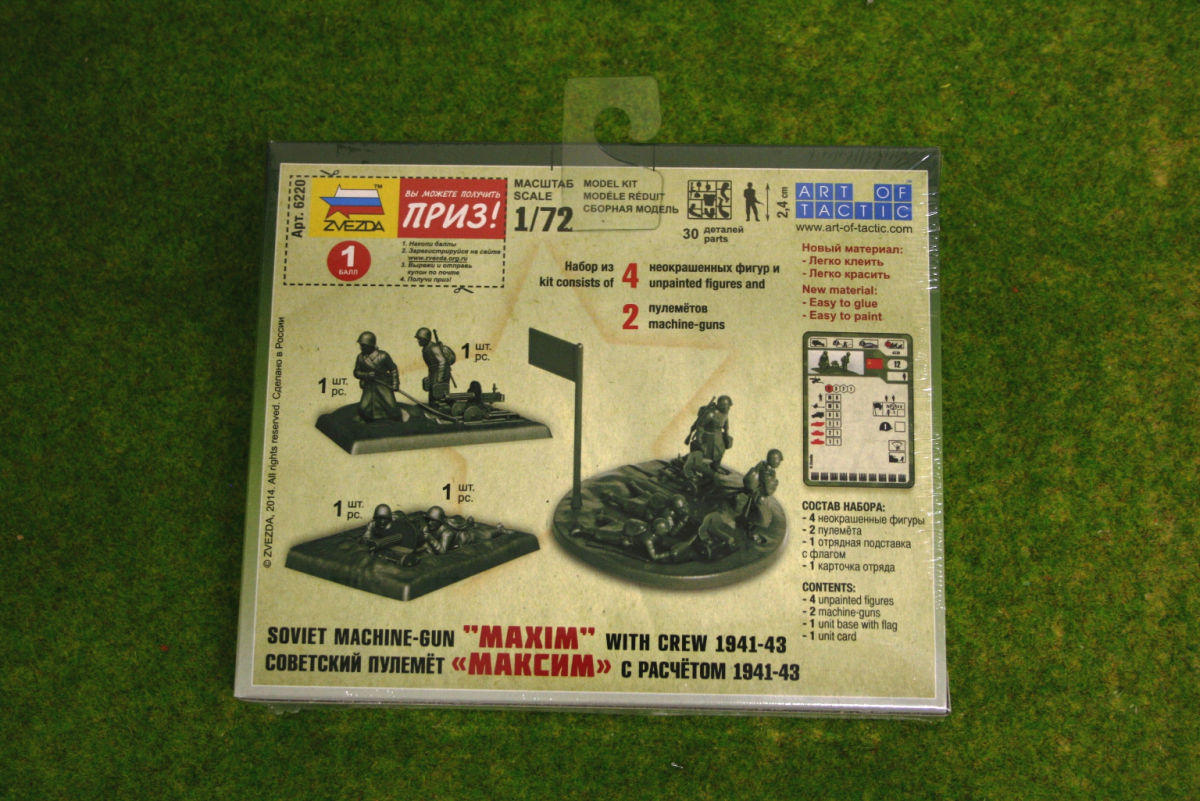 Арт. 6220
ZVEZDA
™
1
БАЛЛ
ВЫ МОЖЕТЕ ПОЛУЧИТЬ
ПРИЗ!
1. Накопи баллы
2. Зарегистрируйся на сайте
www.zvezda.org.ru
3. Вырежи и отправь
купон по почте
4. Получи приз!
МАСШТАБ
SCALE
1/72
MODEL KIT
MODÈLE RÉDUIT
СБОРНАЯ МОДЕЛЬ
30 деталей
parts
2,4 cm
ART OF
TACTIC
www.art-of-tactic.com
Новый материал:
- Легко клеить
- Легко красить
New material:
- Easy to glue
- Easy to paint
Набор из 4 неокрашенных фигур и
kit consists of unpainted figures and
2 пулемётов
machine-guns
1 шт.
pc.
1 шт.
pc.
1 шт.
pc.
1 шт.
pc.
12
СОСТАВ НАБОРА:
- 4 неокрашенные фигуры
- 2 пулемёта
- 1 отрядная подставка
с флагом
- 1 карточка отряда
CONTENTS:
- 4 unpainted figures
- 2 machine-guns
- 1 unit base with flag
- 1 unit card
© ZVEZDA, 2014. All rights reserved. Сделано в России
SOVIET MACHINE-GUN "MAXIM" WITH CREW 1941-43
СОВЕТСКИЙ ПУЛЕМЁТ «МАКСИМ» С РАСЧЁТОМ 1941-43